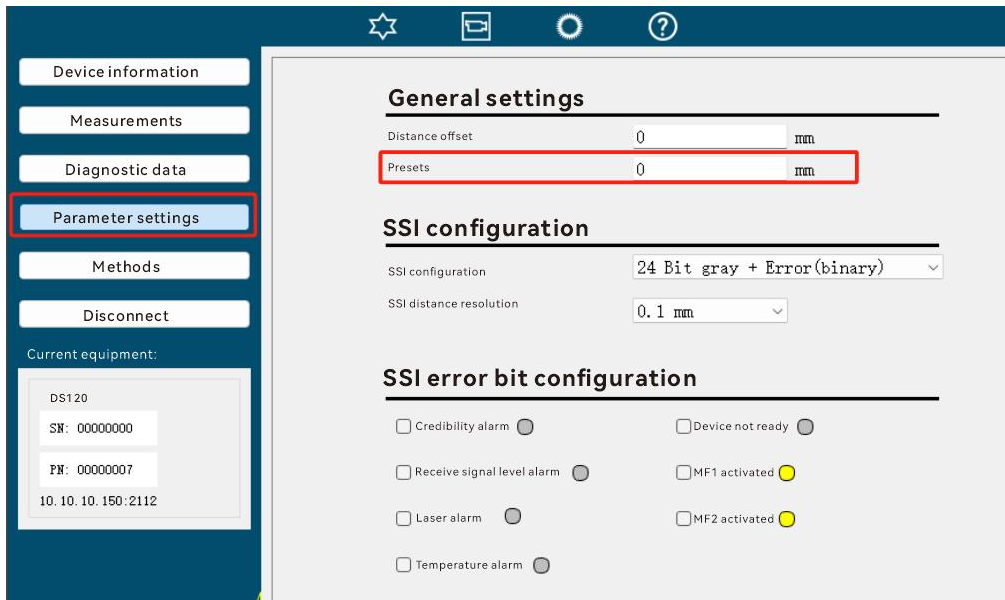 ?
Device information
Measurements
Diagnostic data
Parameter settings
Methods
Disconnect
Current equipment:
DS120
SN: 00000000
PN: 00000007
10.10.10.150:2112
General settings
Distance offset 0 mm
Presets 0 mm
SSI configuration
SSI configuration 24 Bit gray + Error(binary)
SSI distance resolution 0.1 mm
SSI error bit configuration
Credibility alarm Device not ready
Receive signal level alarm MF1 activated
Laser alarm MF2 activated
Temperature alarm